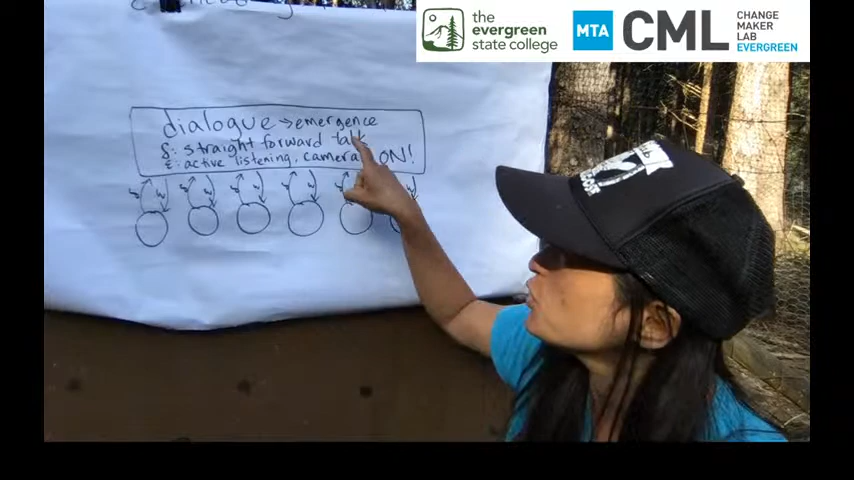 the
evergreen
state college
MTA
CML
CHANGE
MAKER
LAB
EVERGREEN
dialogue → emergence
S: straight forward talk
E: active listening, camera ON!